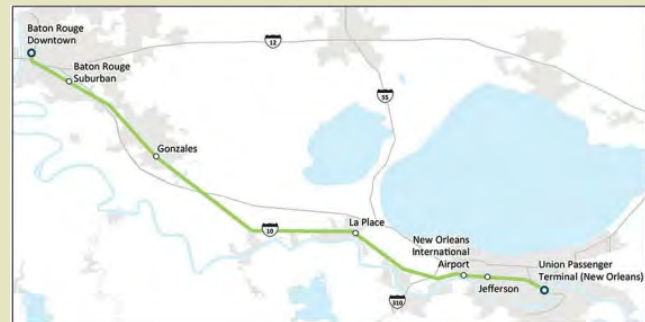 Baton Rouge
Downtown
12
Baton Rouge
Suburban
55
Gonzales
La Place
10
New Orleans
International
Airport
Union Passenger
Terminal (New Orleans)
Jefferson
310